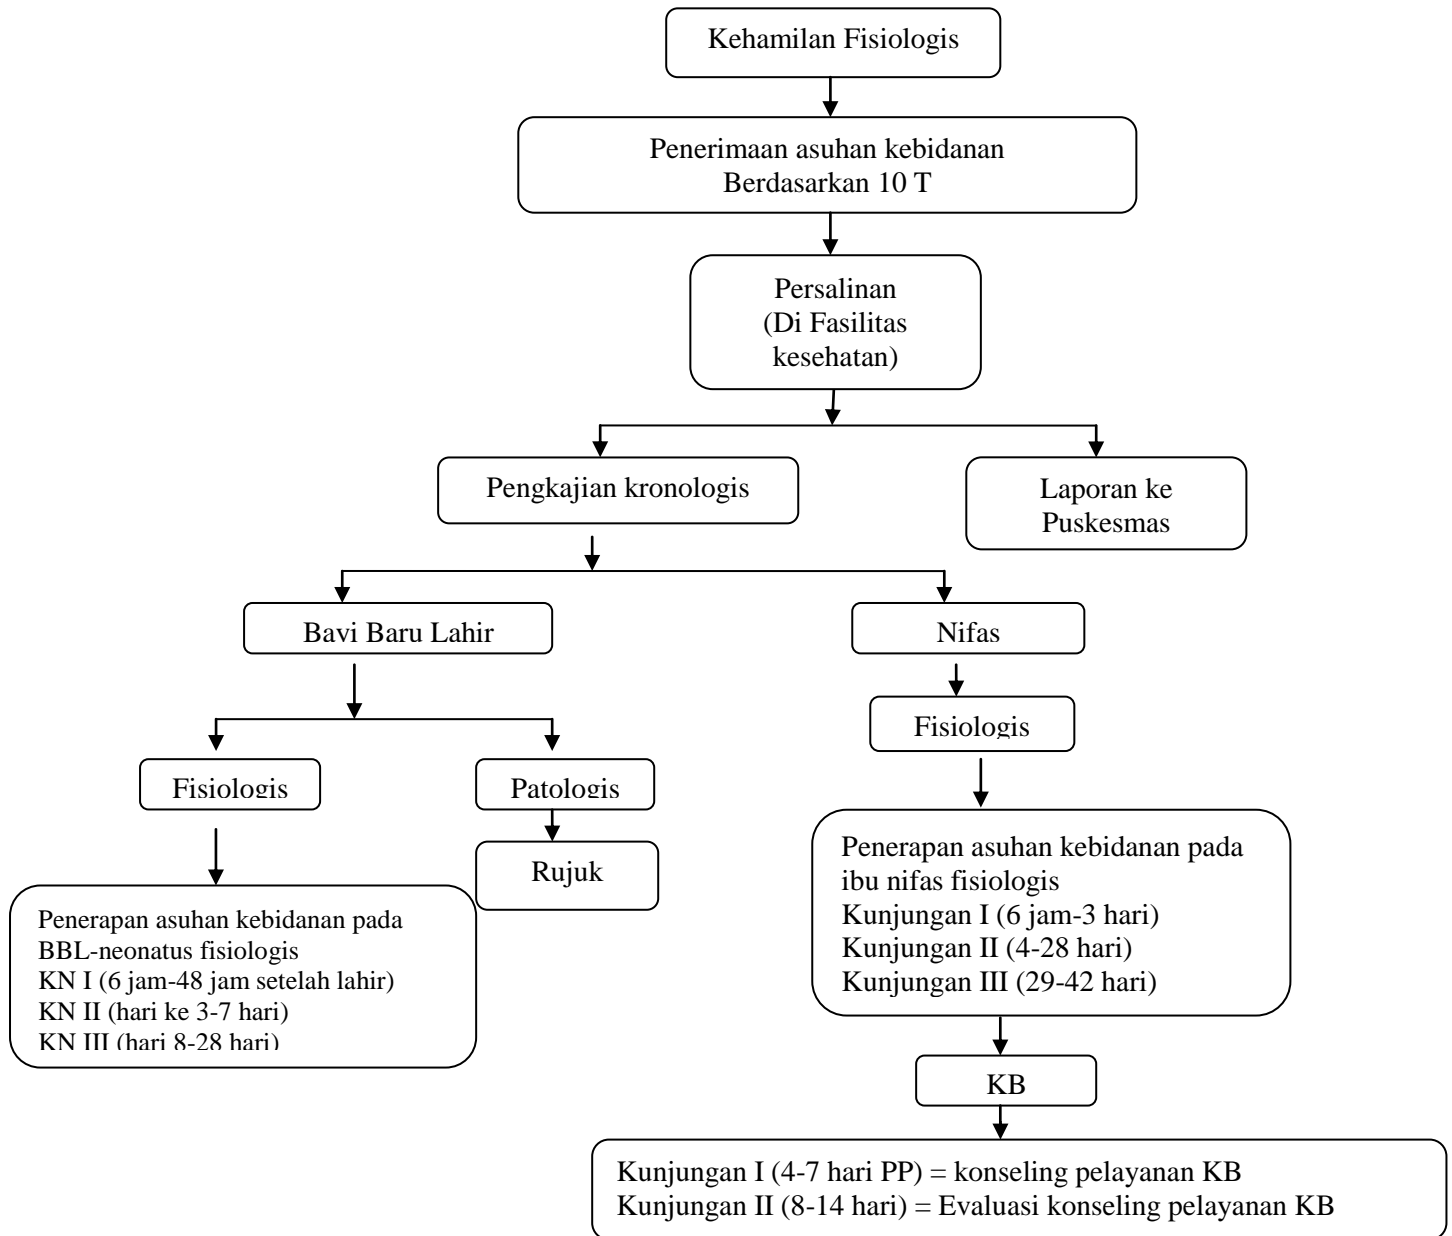 Kehamilan Fisiologis
Penerimaan asuhan kebidanan
Berdasarkan 10 T
Persalinan
(Di Fasilitas
kesehatan)
Pengkajian kronologis
Laporan ke
Puskesmas
Bavi Baru Lahir
Nifas
Fisiologis
Fisiologis
Patologis
Rujuk
Penerapan asuhan kebidanan pada
BBL-neonatus fisiologis
KN I (6 jam-48 jam setelah lahir)
KN II (hari ke 3-7 hari)
KN III (hari 8-28 hari)
Penerapan asuhan kebidanan pada
ibu nifas fisiologis
Kunjungan I (6 jam-3 hari)
Kunjungan II (4-28 hari)
Kunjungan III (29-42 hari)
KB
Kunjungan I (4-7 hari PP) = konseling pelayanan KB
Kunjungan II (8-14 hari) = Evaluasi konseling pelayanan KB